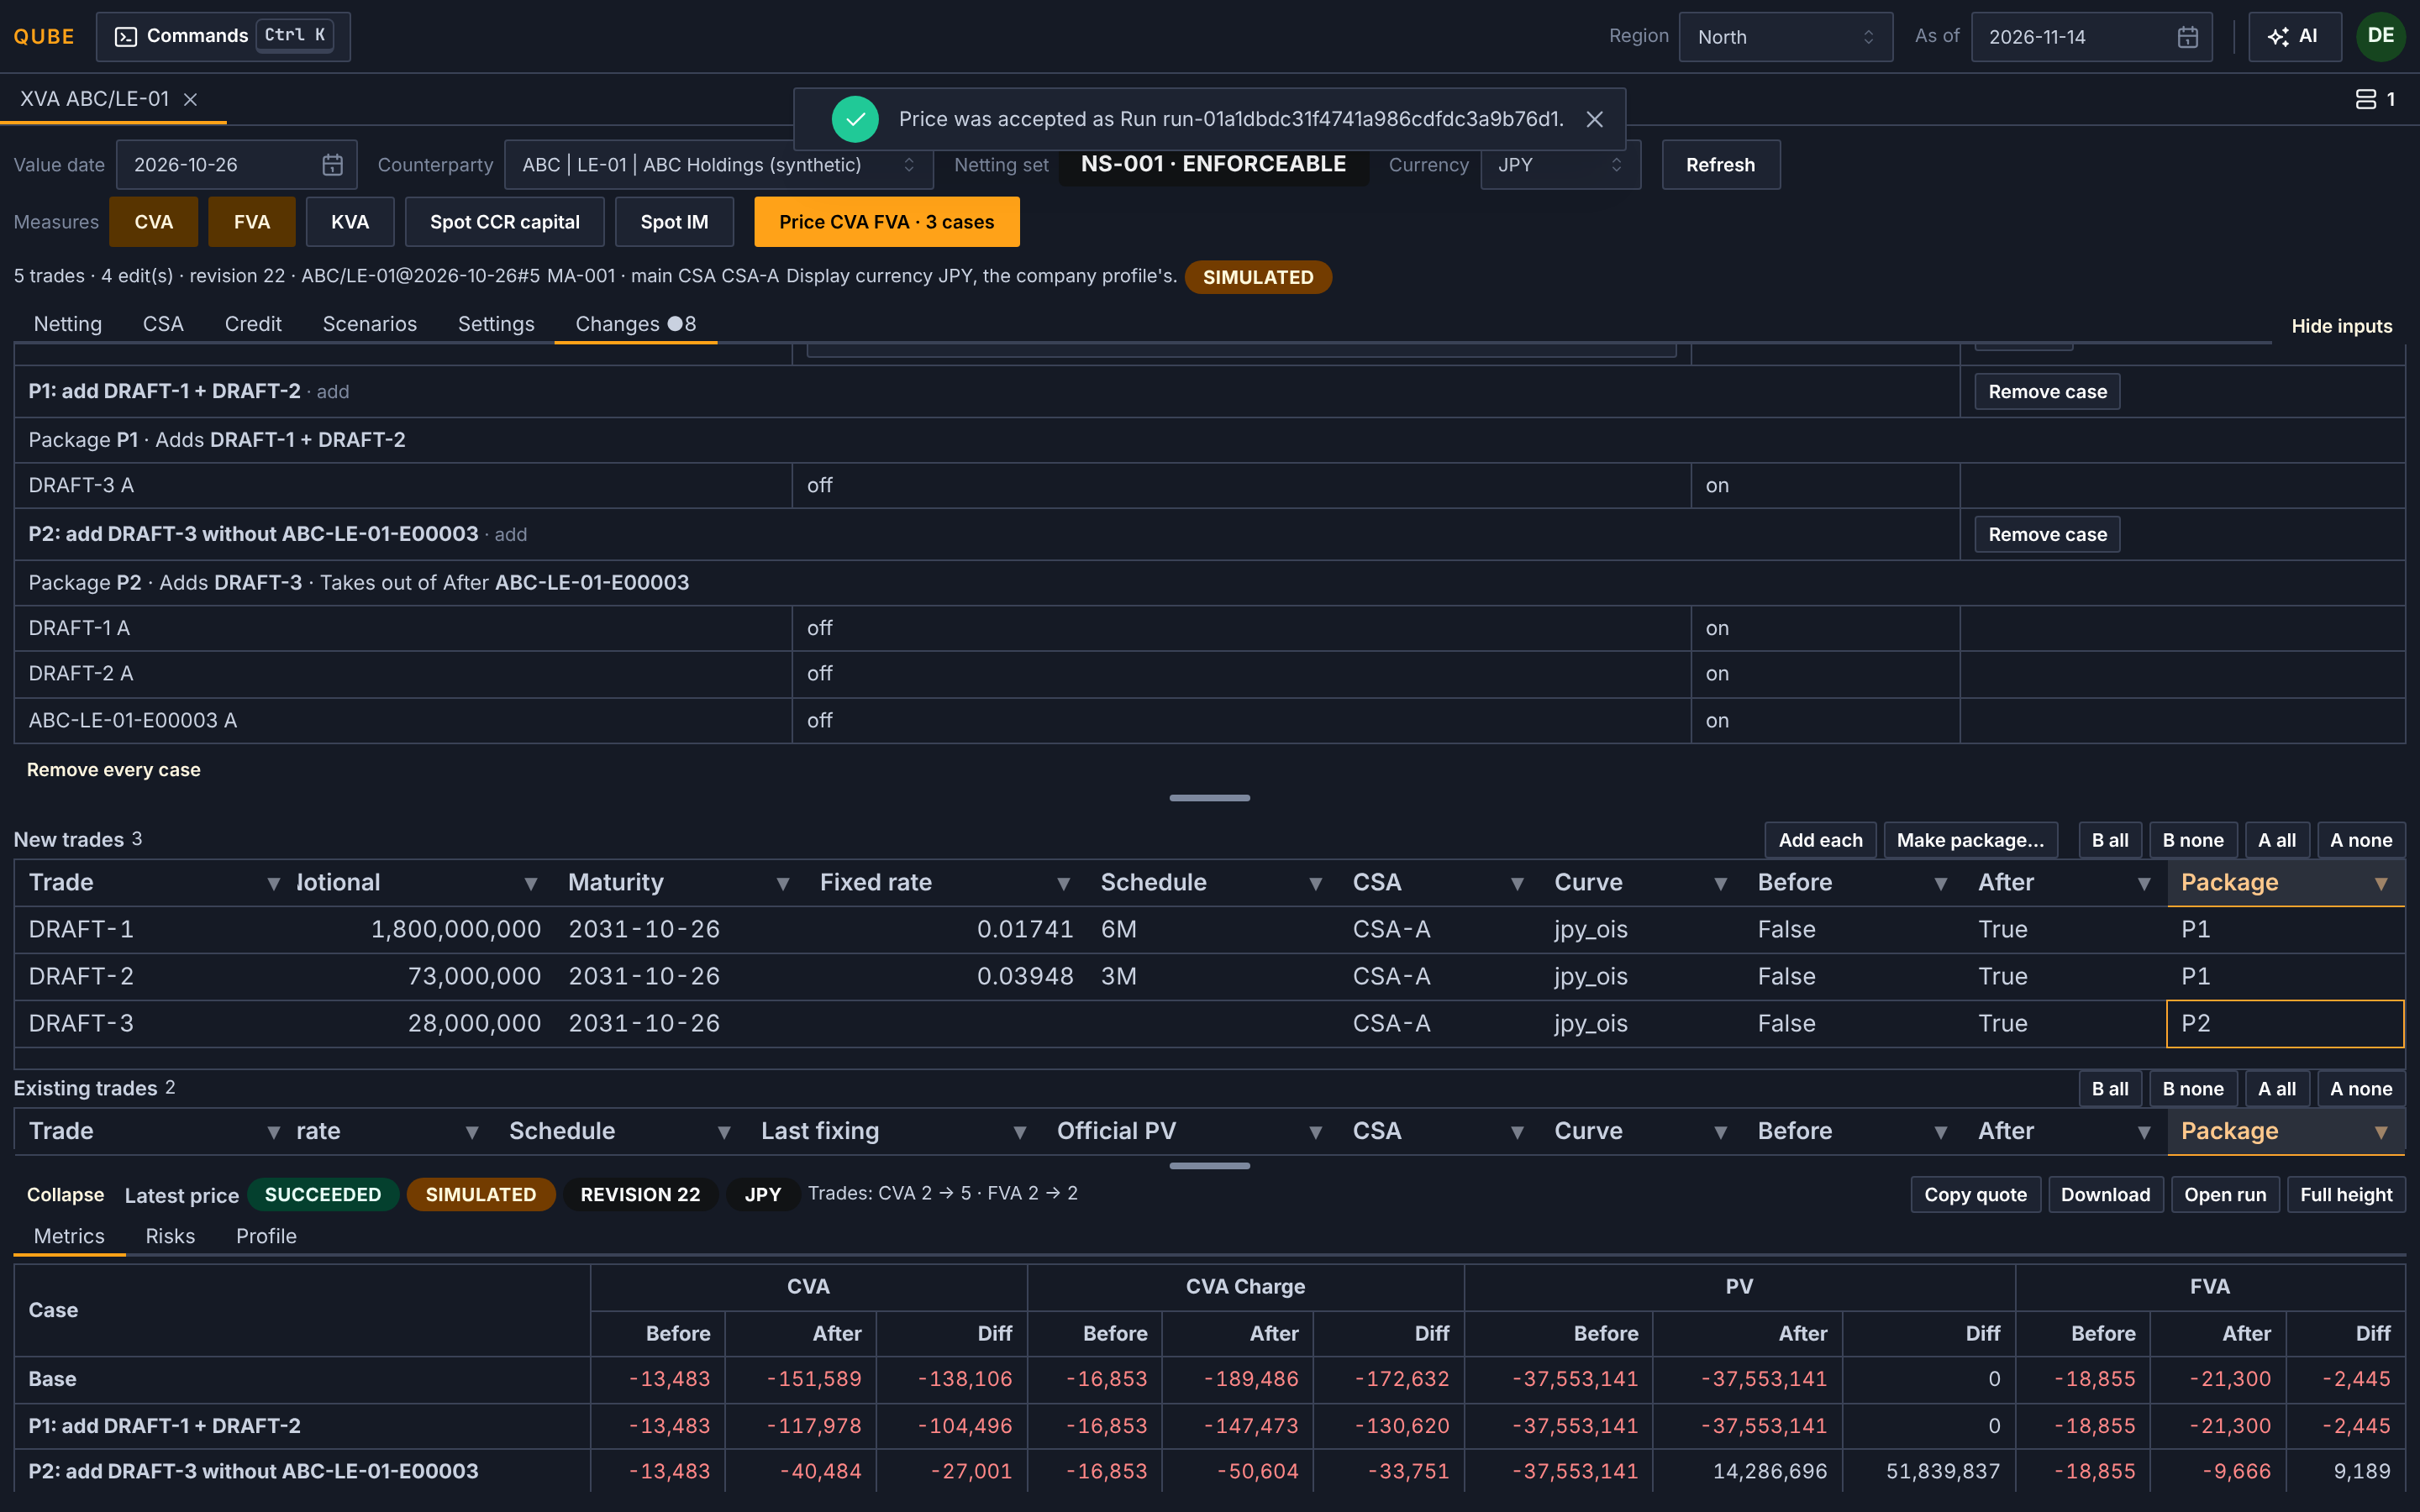 QUBE Commands Ctrl K Region North As of 2026-11-14 AI DE
XVA ABC/LE-01 1
Price was accepted as Run run-01a1dbdc31f4741a986cdfdc3a9b76d1.
Value date 2026-10-26 Counterparty ABC | LE-01 | ABC Holdings (synthetic) Netting set NS-001 · ENFORCEABLE Currency JPY Refresh
Measures CVA FVA KVA Spot CCR capital Spot IM Price CVA FVA · 3 cases
5 trades · 4 edit(s) · revision 22 · ABC/LE-01@2026-10-26#5 MA-001 · main CSA CSA-A Display currency JPY, the company profile's. SIMULATED
Netting CSA Credit Scenarios Settings Changes 8 Hide inputs
P1: add DRAFT-1 + DRAFT-2 · add Remove case
Package P1 · Adds DRAFT-1 + DRAFT-2
DRAFT-3 A off on
P2: add DRAFT-3 without ABC-LE-01-E00003 · add Remove case
Package P2 · Adds DRAFT-3 · Takes out of After ABC-LE-01-E00003
DRAFT-1 A off on
DRAFT-2 A off on
ABC-LE-01-E00003 A off on
Remove every case
New trades 3 Add each Make package... B all B none A all A none
Trade lotional Maturity Fixed rate Schedule CSA Curve Before After Package
DRAFT-1 1,800,000,000 2031-10-26 0.01741 6M CSA-A jpy_ois False True P1
DRAFT-2 73,000,000 2031-10-26 0.03948 3M CSA-A jpy_ois False True P1
DRAFT-3 28,000,000 2031-10-26 CSA-A jpy_ois False True P2
Existing trades 2 B all B none A all A none
Trade rate Schedule Last fixing Official PV CSA Curve Before After Package
Collapse Latest price SUCCEEDED SIMULATED REVISION 22 JPY Trades: CVA 2 → 5 · FVA 2 → 2 Copy quote Download Open run Full height
Metrics Risks Profile
Case CVA CVA Charge PV FVA
Before After Diff Before After Diff Before After Diff Before After Diff
Base -13,483 -151,589 -138,106 -16,853 -189,486 -172,632 -37,553,141 -37,553,141 0 -18,855 -21,300 -2,445
P1: add DRAFT-1 + DRAFT-2 -13,483 -117,978 -104,496 -16,853 -147,473 -130,620 -37,553,141 -37,553,141 0 -18,855 -21,300 -2,445
P2: add DRAFT-3 without ABC-LE-01-E00003 -13,483 -40,484 -27,001 -16,853 -50,604 -33,751 -37,553,141 14,286,696 51,839,837 -18,855 -9,666 9,189